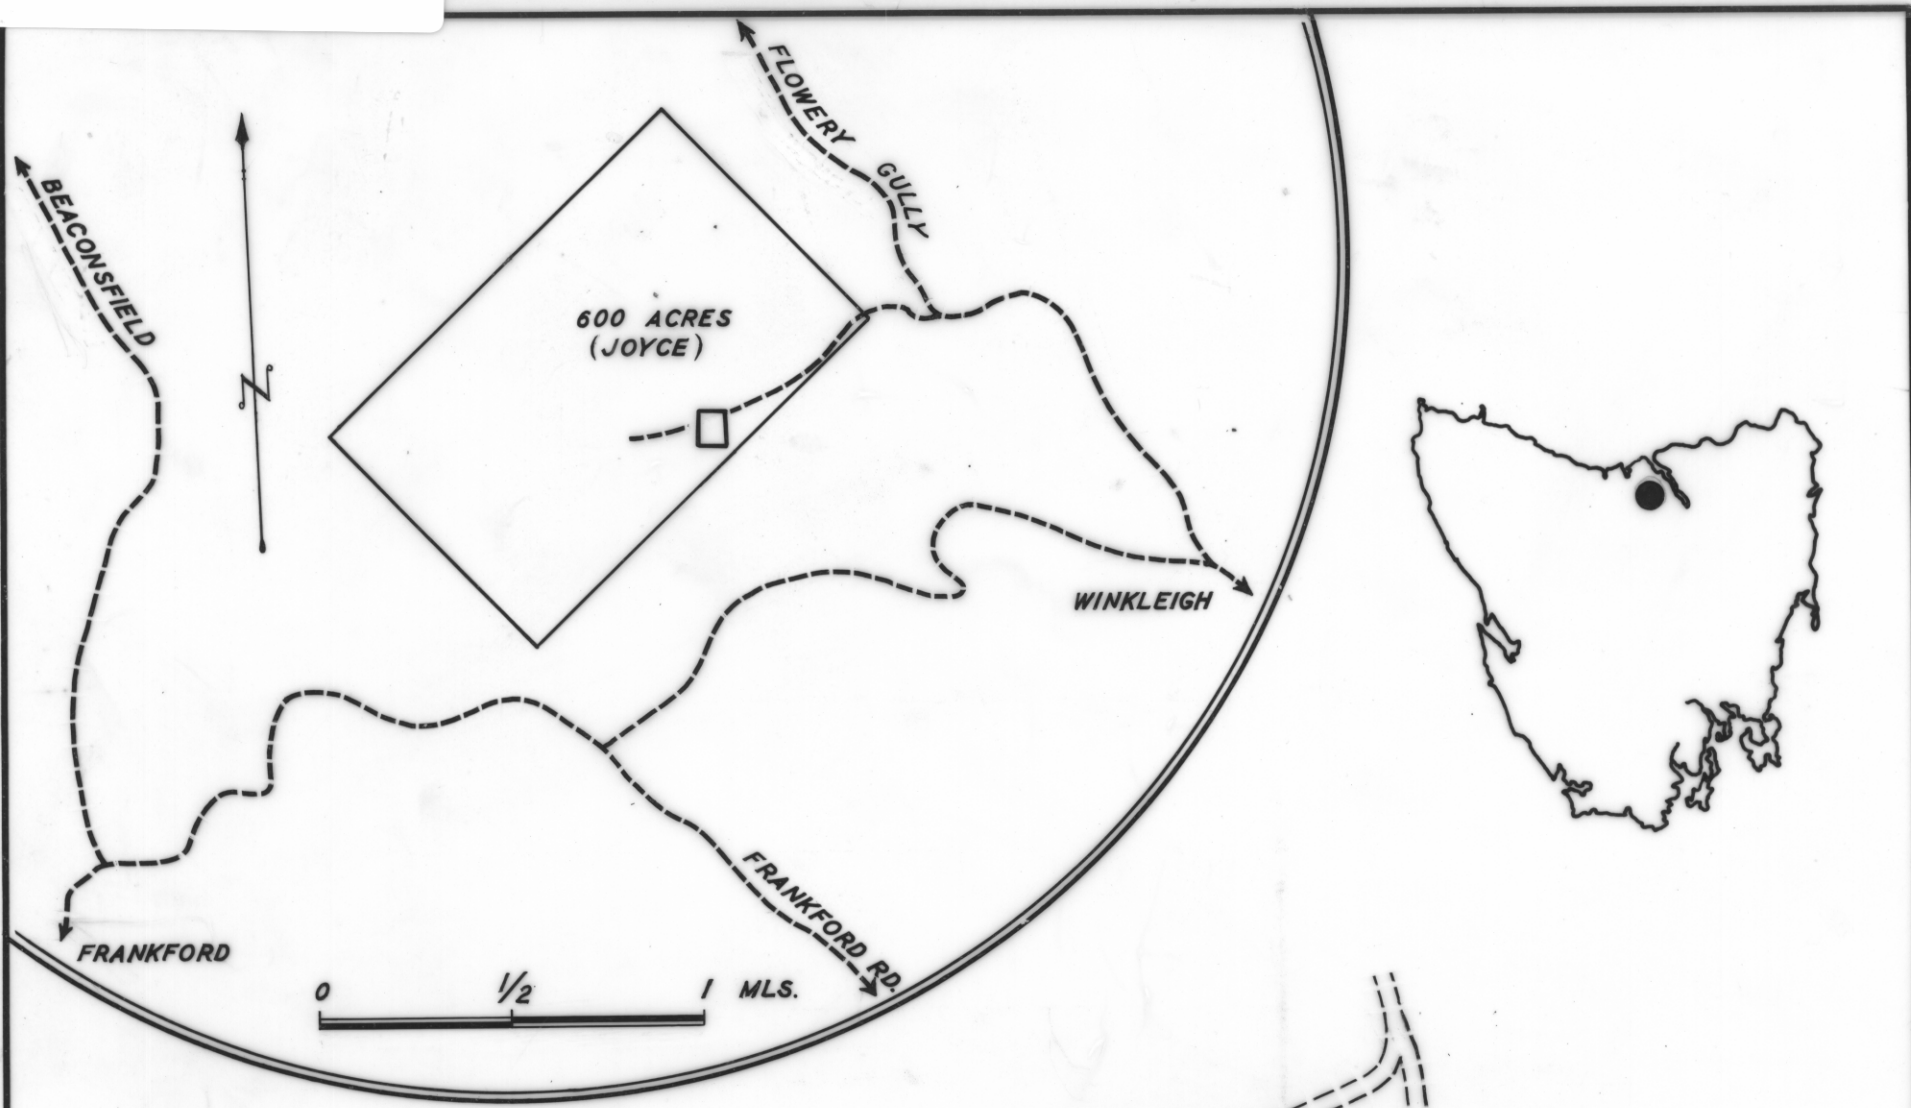 FLOWERY GULLY
BEACONSFIELD
N
600 ACRES
(JOYCE)
WINKLEIGH
FRANKFORD RD.
FRANKFORD
0 1/2 1 MLS.